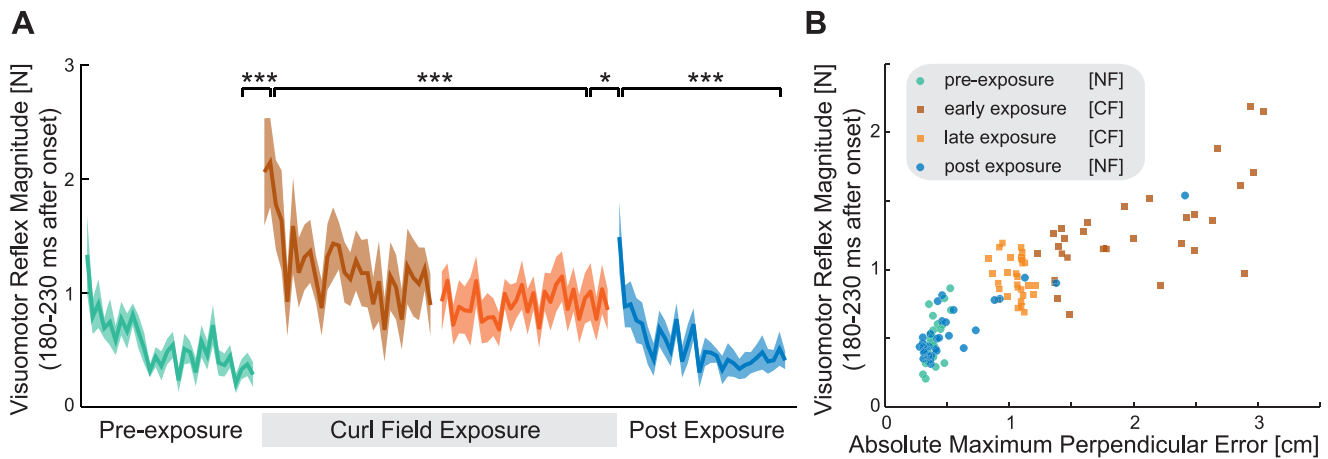 A
Visuomotor Reflex Magnitude [N]
(180-230 ms after onset)
3
2
1
0
***
***
*
***
Pre-exposure
Curl Field Exposure
Post Exposure
B
Visuomotor Reflex Magnitude [N]
(180-230 ms after onset)
2
1
0
pre-exposure [NF]
early exposure [CF]
late exposure [CF]
post exposure [NF]
0
1
2
3
Absolute Maximum Perpendicular Error [cm]